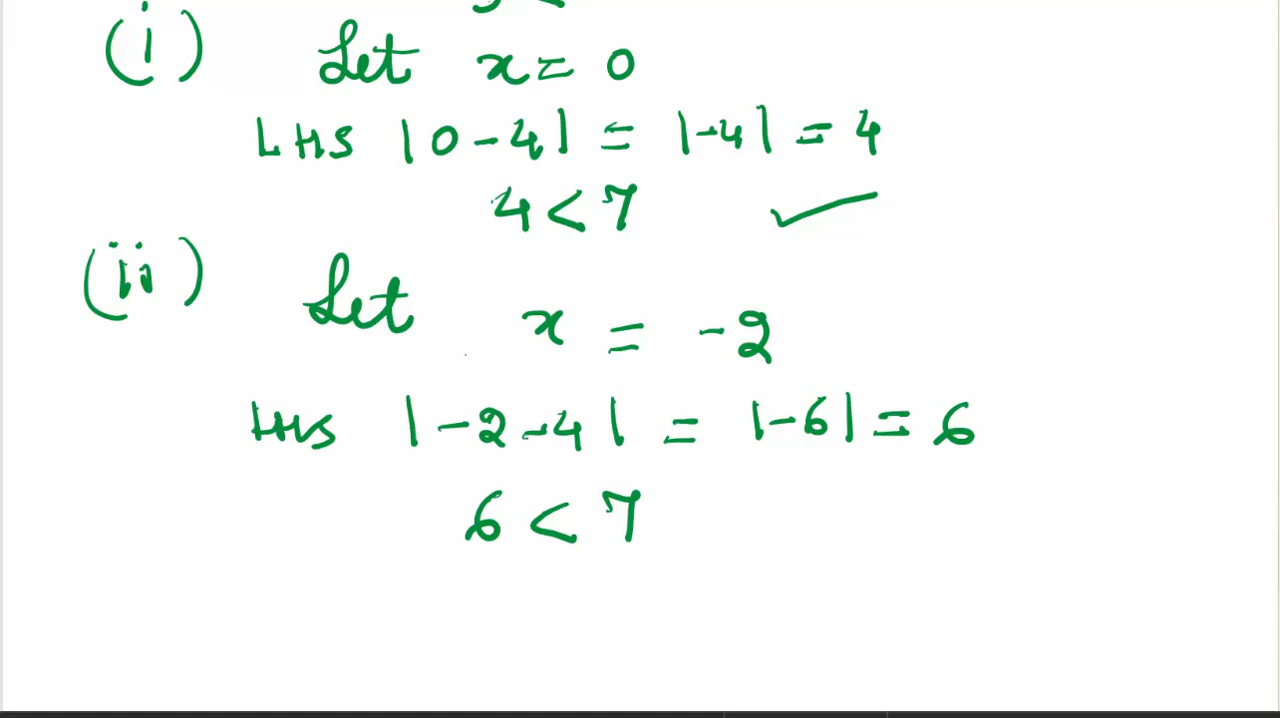 (i) Let x = 0
LHS |0 - 4| = |-4| = 4
4 < 7 ✓
(ii) Let x = -2
LHS |-2 - 4| = |-6| = 6
6 < 7